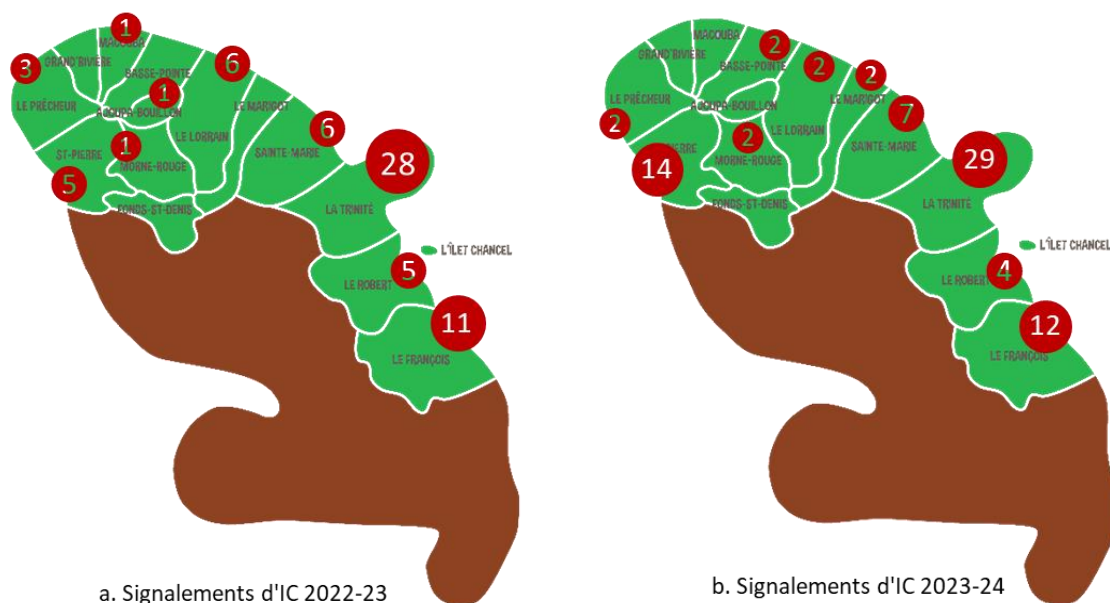 1
MACOUBA
GRAND'RIVIÈRE
3
BASSE-POINTE
6
LE PRÊCHEUR
1
AJOUPA-BOUILLON
LE MARIGOT
LE LORRAIN
6
ST-PIERRE
1
MORNE-ROUGE
SAINTE-MARIE
28
5
FONDS-ST-DENIS
LA TRINITÉ
L'ÎLET CHANCEL
5
LE ROBERT
11
LE FRANÇOIS
a. Signalements d'IC 2022-23
MACOUBA
2
GRAND'RIVIÈRE
BASSE-POINTE
2
2
LE PRÊCHEUR
LE MARIGOT
AJOUPA-BOUILLON
2
7
LE LORRAIN
2
SAINTE-MARIE
PIERRE
14
MORNE-ROUGE
29
FONDS-ST-DENIS
LA TRINITÉ
L'ÎLET CHANCEL
4
LE ROBERT
12
LE FRANÇOIS
b. Signalements d'IC 2023-24